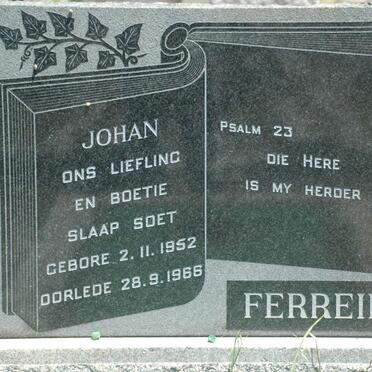 JOHAN
ONS LIEFLING
EN BOETIE
SLAAP SOET
GEBORE 2.11.1952
OORLEDE 28.9.1966
PSALM 23
DIE HERE
IS MY HERDER